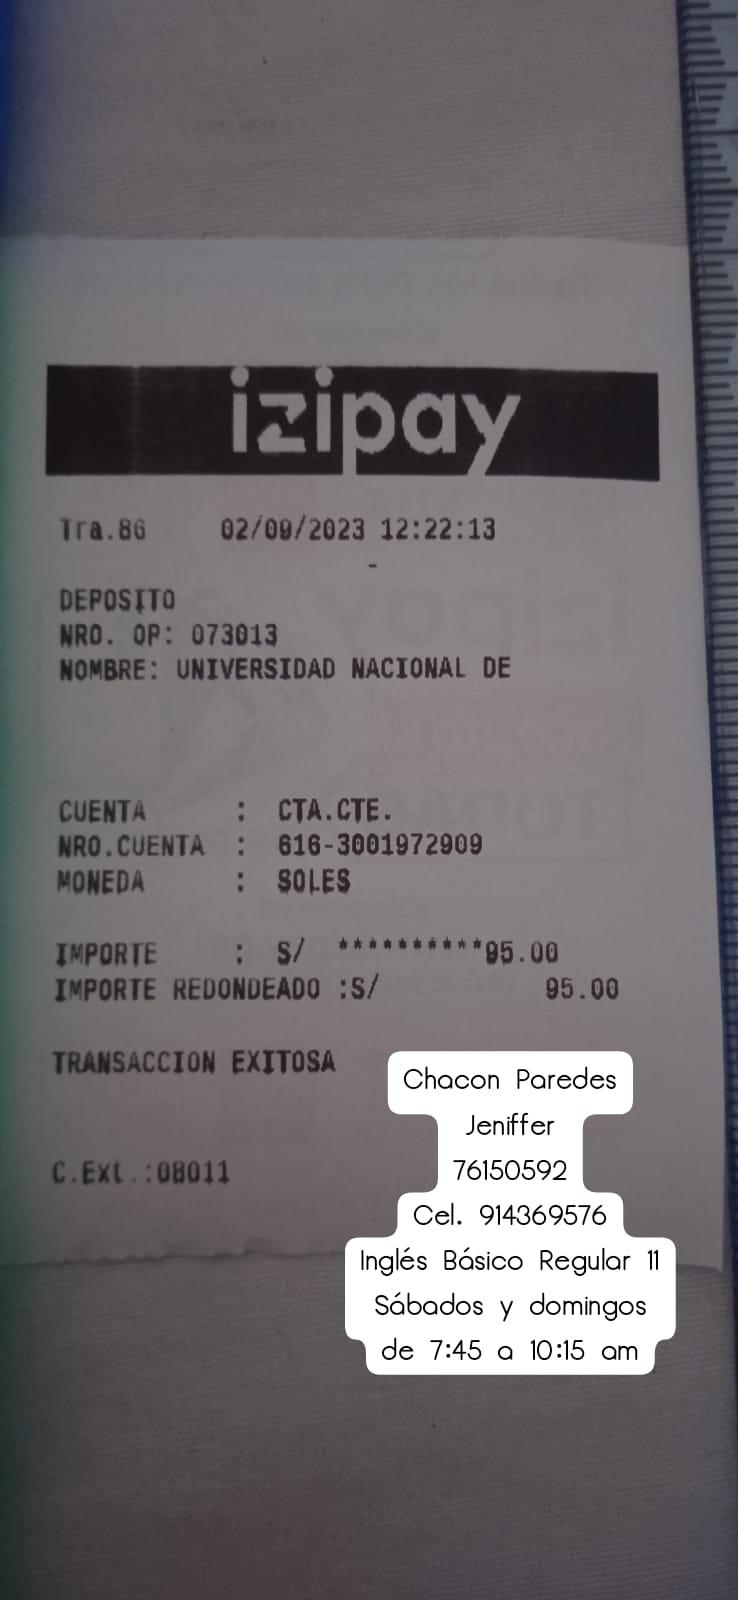 izipay
Tra.86 02/09/2023 12:22:13
-
DEPOSITO
NRO. OP: 073013
NOMBRE: UNIVERSIDAD NACIONAL DE
CUENTA : CTA.CTE.
NRO.CUENTA : 616-3001972909
MONEDA : SOLES
IMPORTE : S/ **********95.00
IMPORTE REDONDEADO :S/ 95.00
TRANSACCION EXITOSA
C.Ext.:08011
Chacon Paredes
Jeniffer
76150592
Cel. 914369576
Inglés Básico Regular 11
Sábados y domingos
de 7:45 a 10:15 am